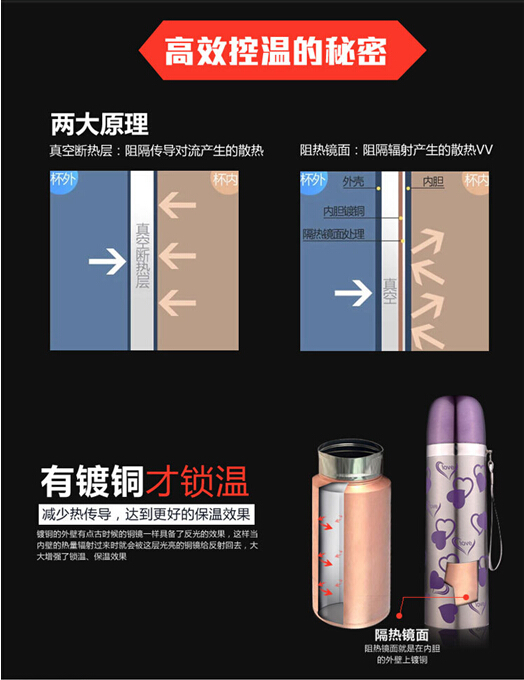 高效控温的秘密
两大原理
真空断热层：阻隔传导对流产生的散热
阻热镜面：阻隔辐射产生的散热VV
杯外
杯内
真空断热层
杯外
外壳
内胆
杯内
内胆镀铜
隔热镜面处理
真空
有镀铜才锁温
减少热传导，达到更好的保温效果
镀铜的外壁有点古时候的铜镜一样具备了反光的效果，这样当
内壁的热量辐射过来时就会被这层光亮的铜镜给反射回去，大
大增强了锁温、保温效果
love
love
love
隔热镜面
阻热镜面就是在内胆
的外壁上镀铜